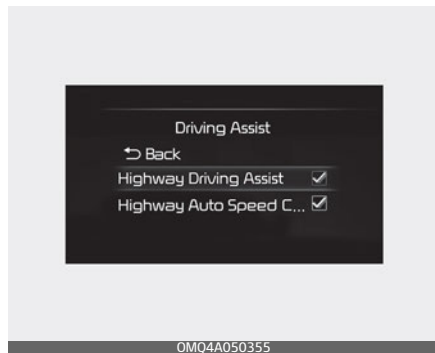 Driving Assist
Back
Highway Driving Assist
Highway Auto Speed C...
OMQ4A050355